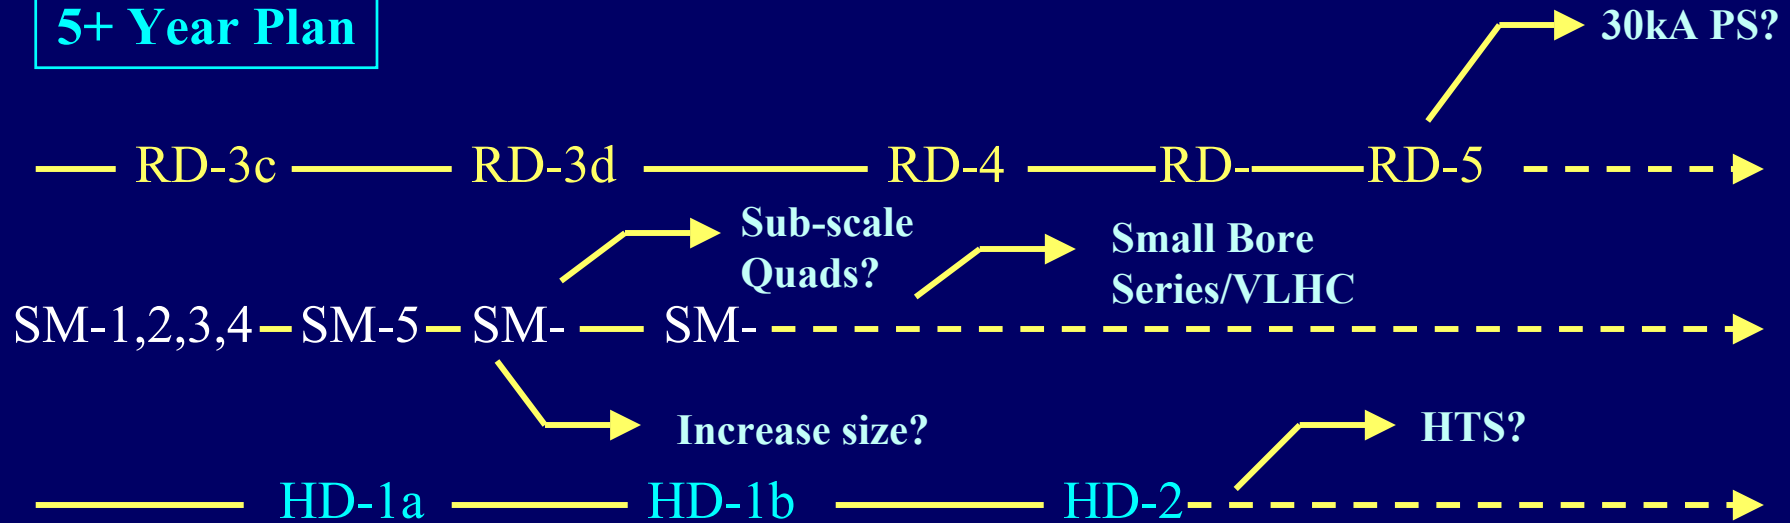 5+ Year Plan
30kA PS?
RD-3c RD-3d RD-4 RD- RD-5
Sub-scale
Quads?
Small Bore
Series/VLHC
SM-1,2,3,4 SM-5 SM- SM-
Increase size?
HTS?
HD-1a HD-1b HD-2